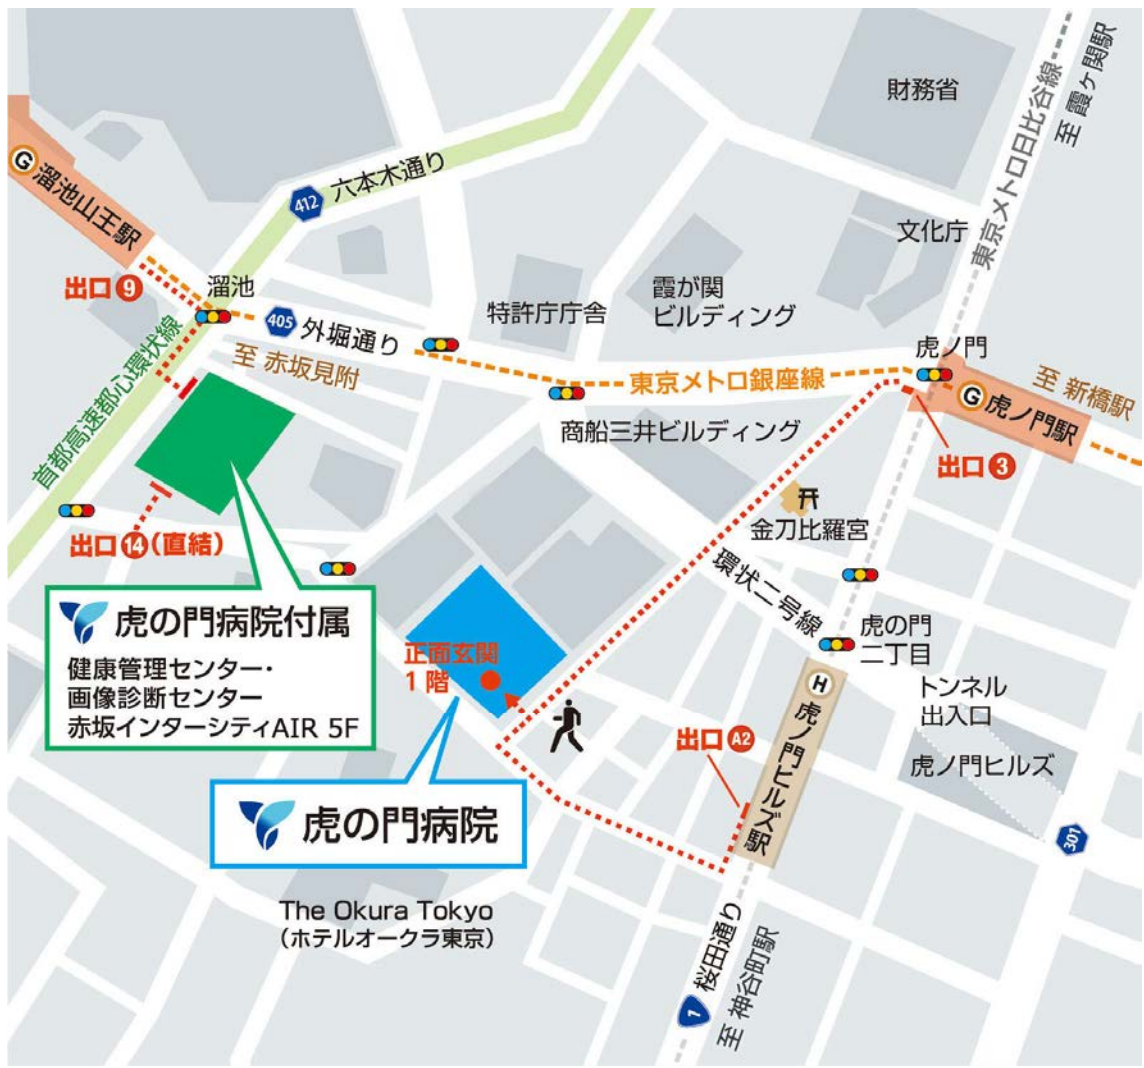 財務省
東京メトロ日比谷線
至 霞ヶ関駅
G 溜池山王駅
412 六本木通り
文化庁
出口 9
溜池
405 外堀通り
至 赤坂見附
特許庁庁舎
霞が関
ビルディング
虎ノ門
東京メトロ銀座線
G 虎ノ門駅
至 新橋駅
首都高速都心環状線
商船三井ビルディング
出口 3
金刀比羅宮
出口 14 (直結)
環状二号線
虎の門
二丁目
虎の門病院付属
健康管理センター・
画像診断センター
赤坂インターシティAIR 5F
正面玄関
1 階
H 虎ノ門ヒルズ駅
トンネル
出入口
出口 A2
虎ノ門ヒルズ
虎の門病院
301
The Okura Tokyo
(ホテルオークラ東京)
1 桜田通り
至 神谷町駅